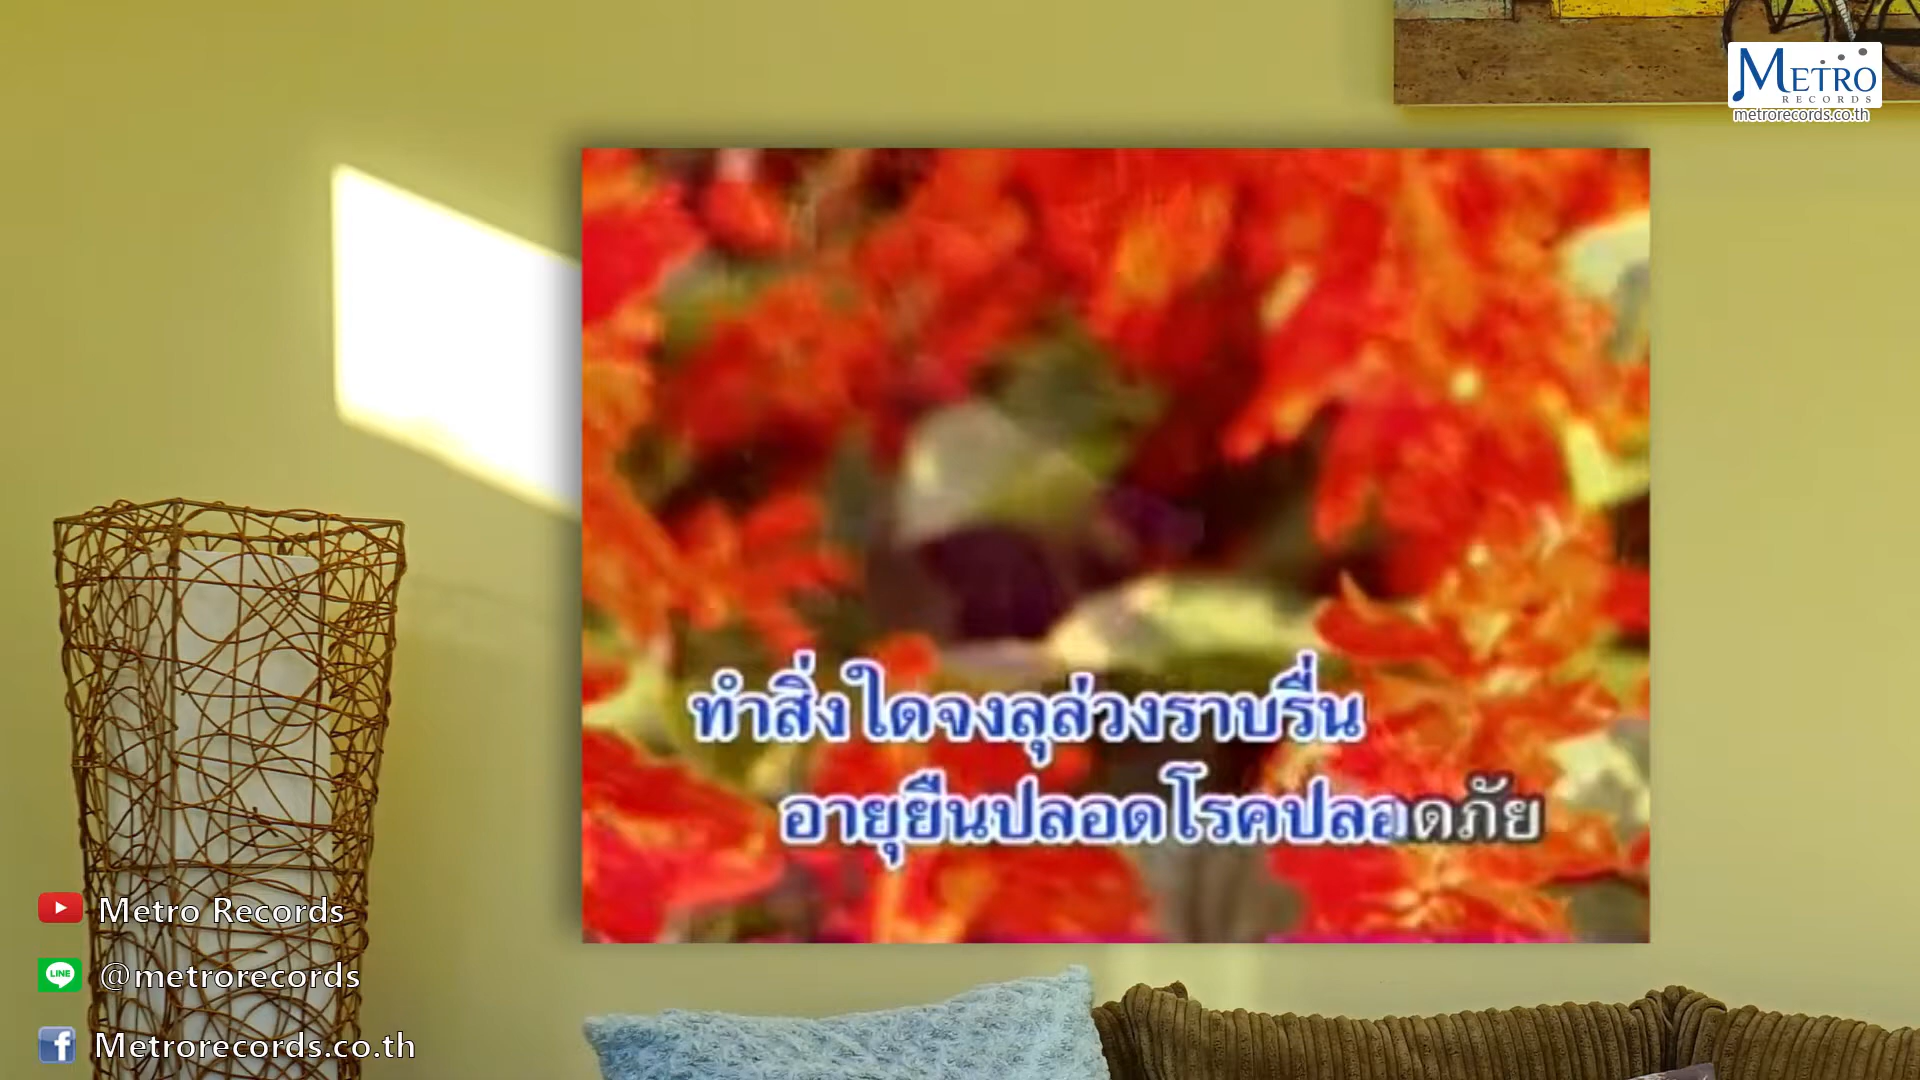 METRO
RECORDS
metrorecords.co.th
ทำสิ่งใดจงลุล่วงราบรื่น
อายุยืนปลอดโรคปลอดภัย
Metro Records
LINE
@metrorecords
f
Metrorecords.co.th